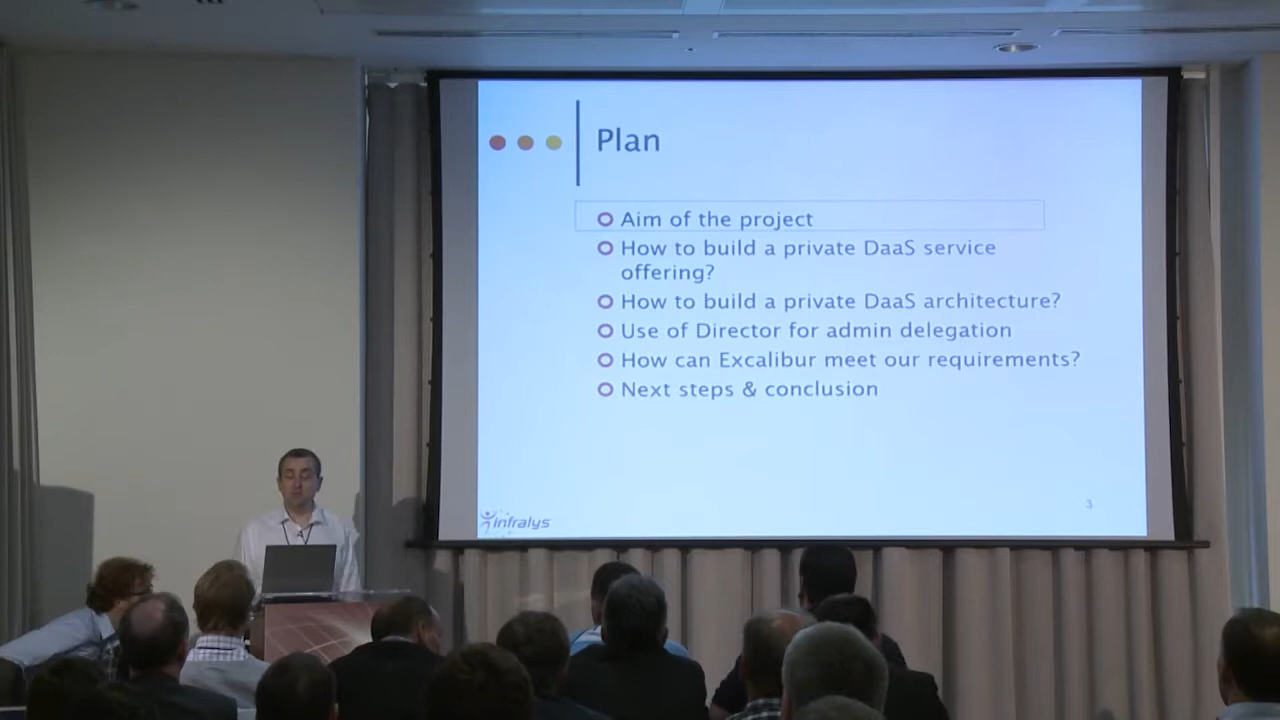 Plan
Aim of the project
How to build a private DaaS service
offering?
How to build a private DaaS architecture?
Use of Director for admin delegation
How can Excalibur meet our requirements?
Next steps & conclusion
3
infralys